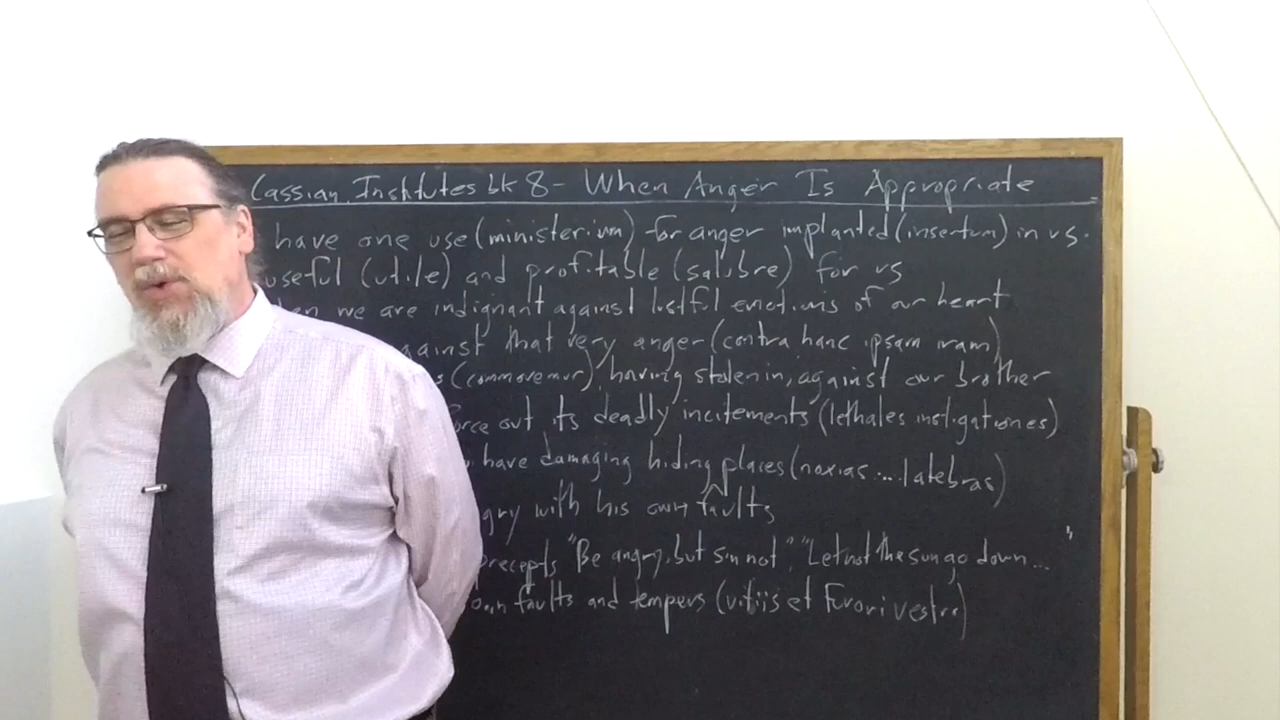 Cassian, Institutes bk 8 - When Anger Is Appropriate
have one use (ministerium) for anger implanted (insertum) in us.
useful (utile) and profitable (salubre) for us
en we are indignant against lustful emotions of our heart
gainst that very anger (contra hanc ipsam iram)
s (commovemur), having stolen in, against our brother
orce out its deadly incitements (lethales instigationes)
have damaging hiding places (noxias ... latebras)
gry with his own faults
precepts "Be angry, but sin not", "Let not the sun go down..."
own faults and tempers (vitiis et furori vestro)